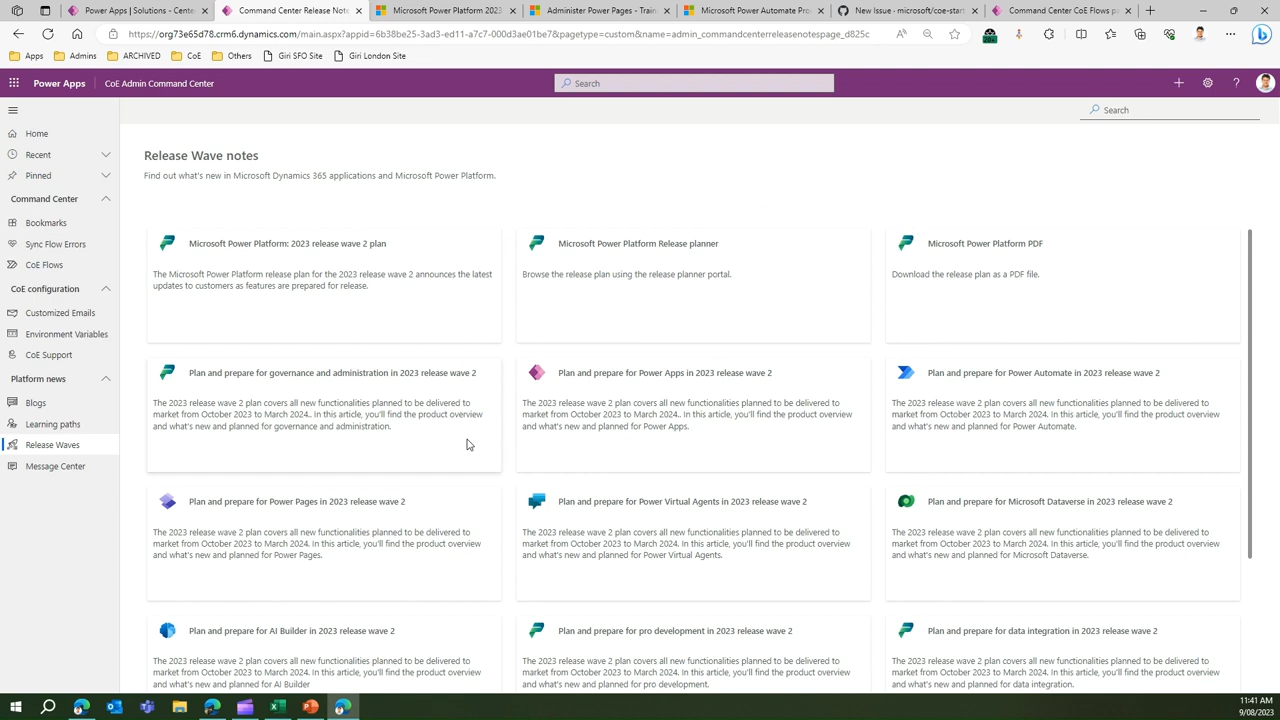 Power Apps | Solutions - Cente
Command Center Release Note
Microsoft Power Platform 2023
Administer Power Pages - Train
Microsoft Power Automate Pro
New Issue · microsoft/coe-start
Command Center CoE Flows pa
https://org73e65d78.crm6.dynamics.com/main.aspx?appid=6b38be25-3ad3-ed11-a7c7-000d3ae01be7&pagetype=custom&name=admin_commandcenterreleasenotespage_d825c
Apps
Admins
ARCHIVED
CoE
Others
Giri SFO Site
Giri London Site
Power Apps
CoE Admin Command Center
Search
Search
Home
Recent
Pinned
Command Center
Bookmarks
Sync Flow Errors
CoE Flows
CoE configuration
Customized Emails
Environment Variables
CoE Support
Platform news
Blogs
Learning paths
Release Waves
Message Center
Release Wave notes
Find out what's new in Microsoft Dynamics 365 applications and Microsoft Power Platform.
Microsoft Power Platform: 2023 release wave 2 plan
The Microsoft Power Platform release plan for the 2023 release wave 2 announces the latest
updates to customers as features are prepared for release.
Microsoft Power Platform Release planner
Browse the release plan using the release planner portal.
Microsoft Power Platform PDF
Download the release plan as a PDF file.
Plan and prepare for governance and administration in 2023 release wave 2
The 2023 release wave 2 plan covers all new functionalities planned to be delivered to
market from October 2023 to March 2024.. In this article, you'll find the product overview
and what's new and planned for governance and administration.
Plan and prepare for Power Apps in 2023 release wave 2
The 2023 release wave 2 plan covers all new functionalities planned to be delivered to
market from October 2023 to March 2024.. In this article, you'll find the product overview
and what's new and planned for Power Apps.
Plan and prepare for Power Automate in 2023 release wave 2
The 2023 release wave 2 plan covers all new functionalities planned to be delivered to
market from October 2023 to March 2024. In this article, you'll find the product overview
and what's new and planned for Power Automate.
Plan and prepare for Power Pages in 2023 release wave 2
The 2023 release wave 2 plan covers all new functionalities planned to be delivered to
market from October 2023 to March 2024. In this article, you'll find the product overview
and what's new and planned for Power Pages.
Plan and prepare for Power Virtual Agents in 2023 release wave 2
The 2023 release wave 2 plan covers all new functionalities planned to be delivered to
market from October 2023 to March 2024. In this article, you'll find the product overview
and what's new and planned for Power Virtual Agents.
Plan and prepare for Microsoft Dataverse in 2023 release wave 2
The 2023 release wave 2 plan covers all new functionalities planned to be delivered to
market from October 2023 to March 2024. In this article, you'll find the product overview
and what's new and planned for Microsoft Dataverse.
Plan and prepare for AI Builder in 2023 release wave 2
The 2023 release wave 2 plan covers all new functionalities planned to be delivered to
market from October 2023 to March 2024. In this article, you'll find the product overview
and what's new and planned for AI Builder
Plan and prepare for pro development in 2023 release wave 2
The 2023 release wave 2 plan covers all new functionalities planned to be delivered to
market from October 2023 to March 2024. In this article, you'll find the product overview
and what's new and planned for pro development.
Plan and prepare for data integration in 2023 release wave 2
The 2023 release wave 2 plan covers all new functionalities planned to be delivered to
market from October 2023 to March 2024. In this article, you'll find the product overview
and what's new and planned for data integration.
11:41 AM
9/08/2023